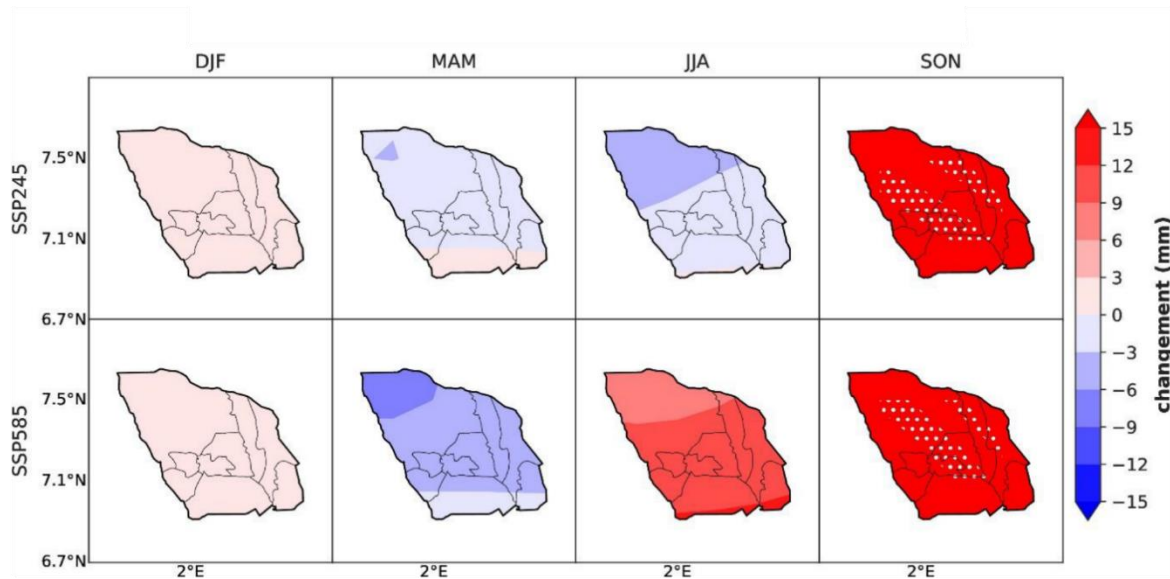 DJF MAM JJA SON
SSP245
7.5°N
7.1°N
6.7°N
SSP585
7.5°N
7.1°N
6.7°N
2°E 2°E 2°E 2°E
15
12
9
6
3
0
−3
−6
−9
−12
−15
changement (mm)